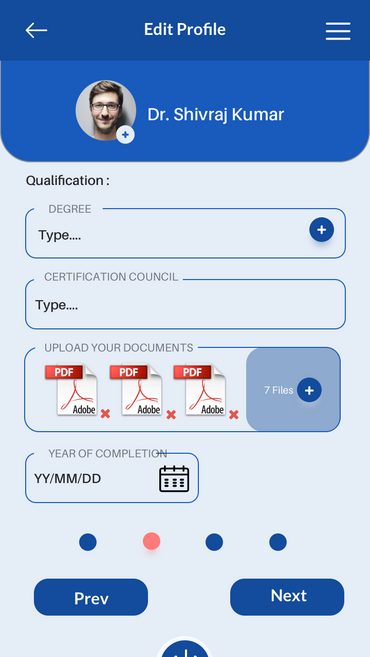 Edit Profile
Dr. Shivraj Kumar
Qualification :
DEGREE
Type....
CERTIFICATION COUNCIL
Type....
UPLOAD YOUR DOCUMENTS
PDF PDF PDF
Adobe Adobe Adobe
7 Files
YEAR OF COMPLETION
YY/MM/DD
Prev Next